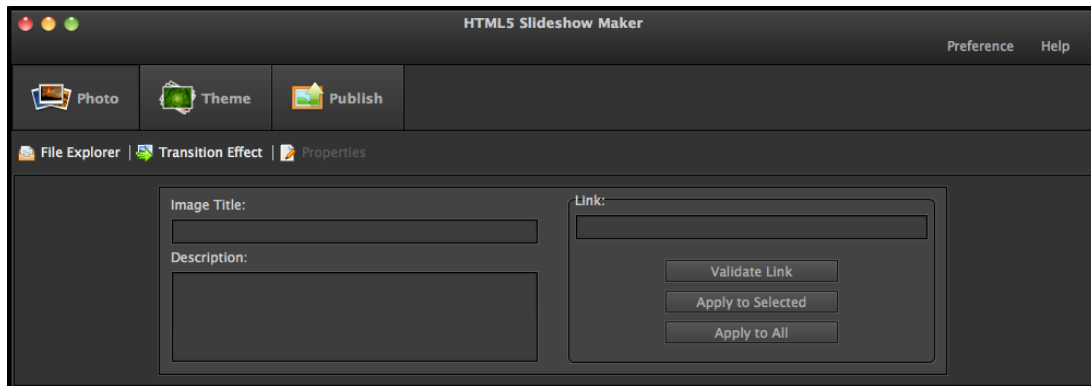 HTML5 Slideshow Maker
Preference Help
Photo Theme Publish
File Explorer | Transition Effect | Properties
Image Title:
Link:
Description:
Validate Link
Apply to Selected
Apply to All